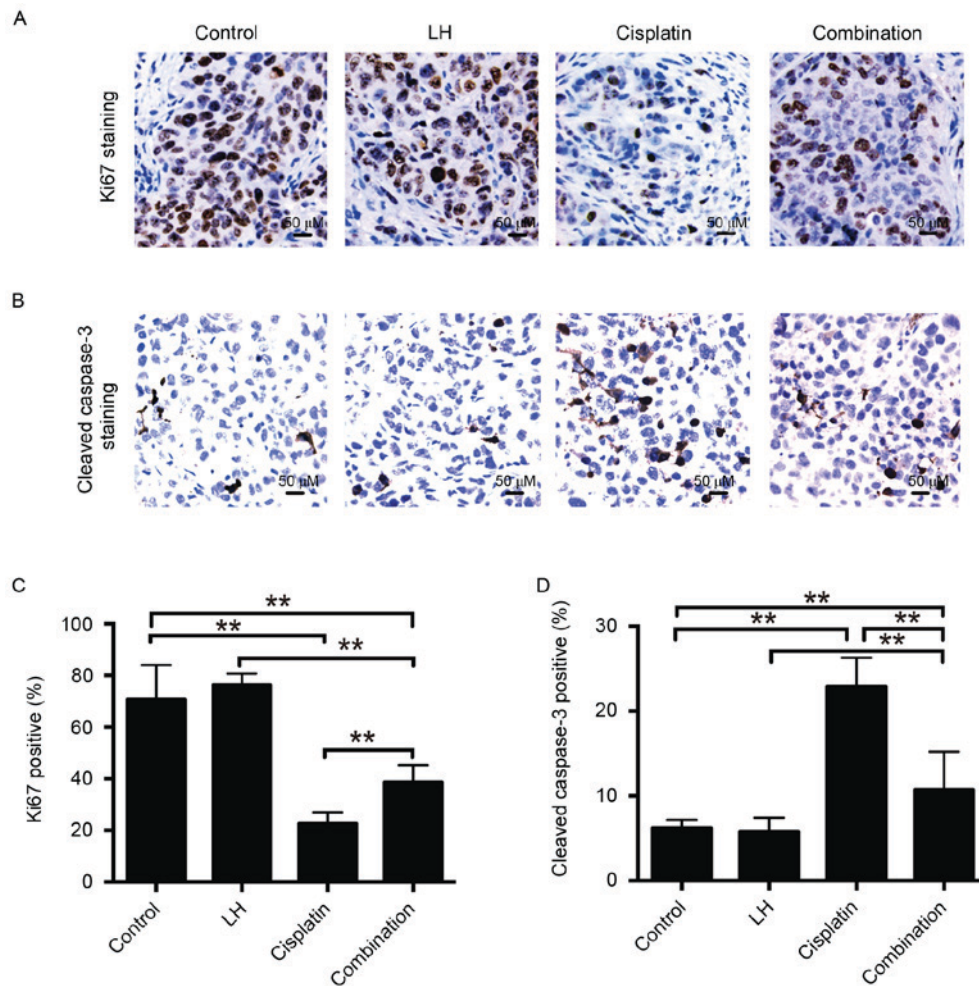 A
Control
LH
Cisplatin
Combination
Ki67 staining
50 μM
50 μM
50 μM
50 μM
B
Cleaved caspase-3
staining
50 μM
50 μM
50 μM
50 μM
C
Ki67 positive (%)
100
80
60
40
20
0
**
**
**
**
Control
LH
Cisplatin
Combination
D
Cleaved caspase-3 positive (%)
30
20
10
0
**
**
**
**
Control
LH
Cisplatin
Combination